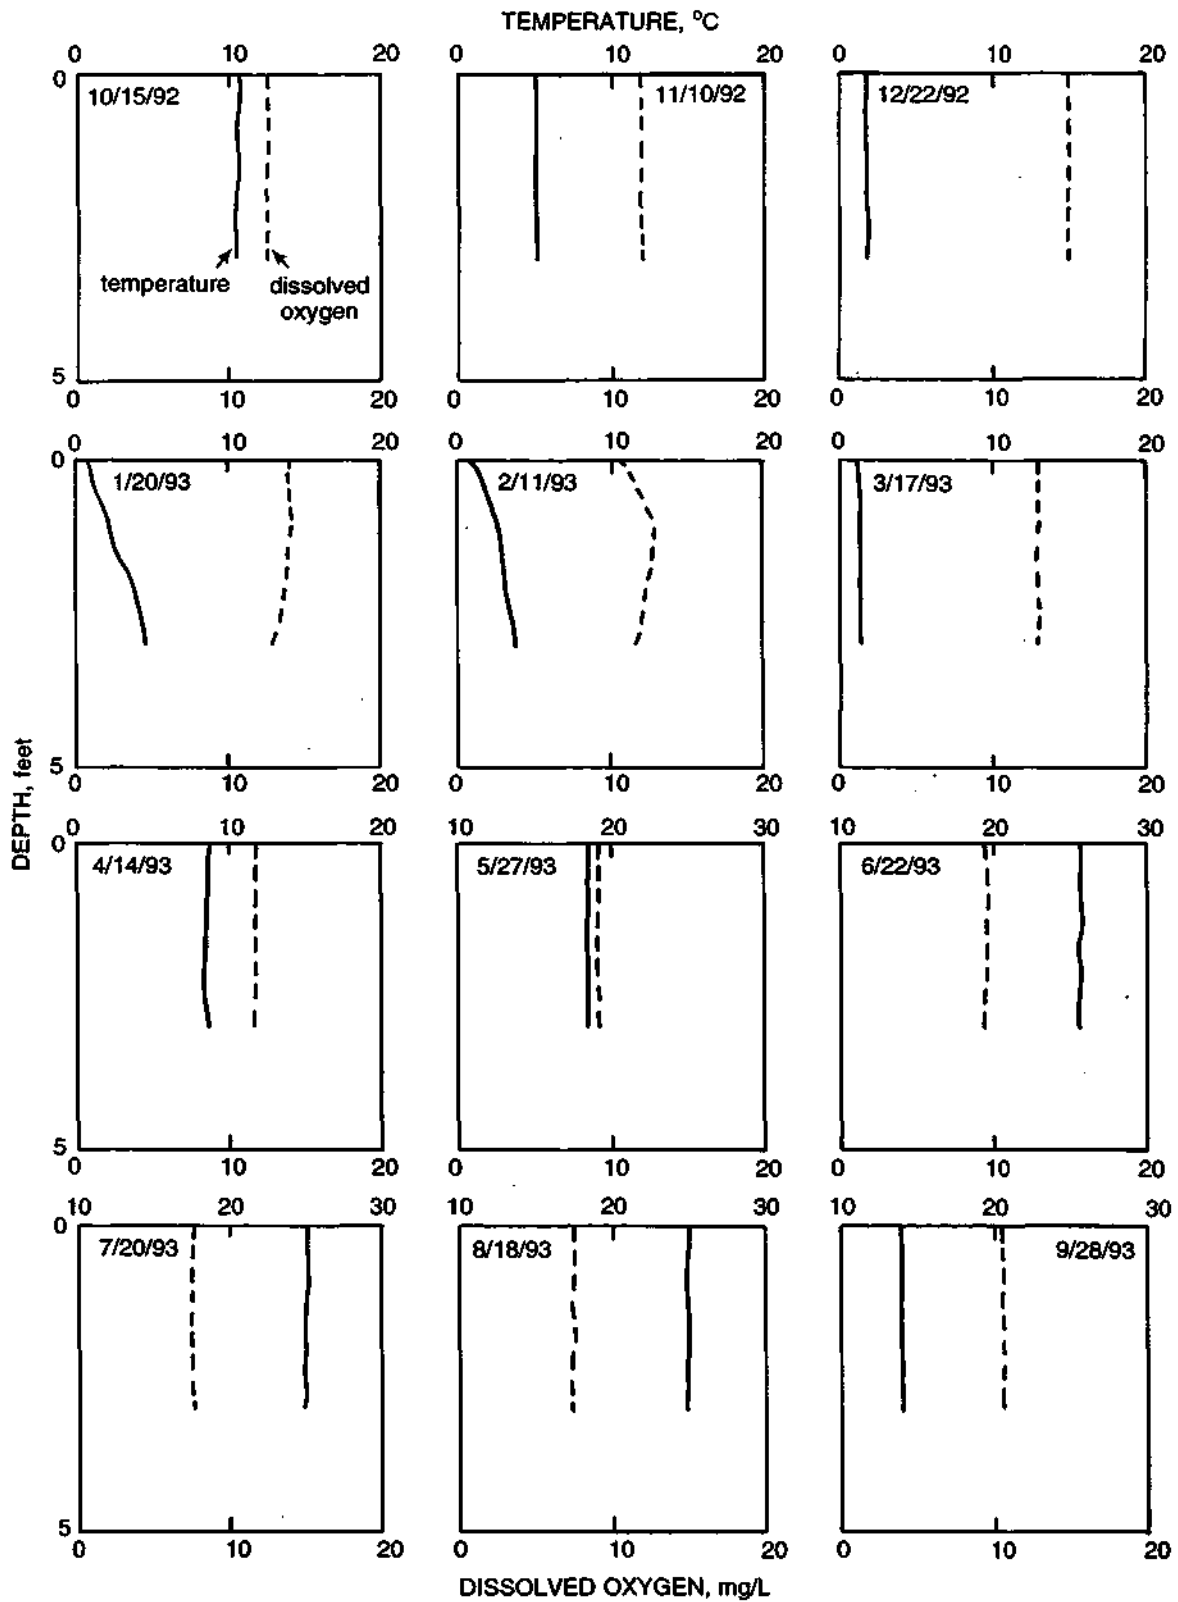 TEMPERATURE, °C
0 10 20 0 10 20 0 10 20
0
10/15/92 11/10/92 12/22/92
temperature dissolved
oxygen
5
0 10 20 0 10 20 0 10 20
0 10 20 0 10 20 0 10 20
0
1/20/93 2/11/93 3/17/93
5
0 10 20 0 10 20 0 10 20
DEPTH, feet
0 10 20 10 20 30 10 20 30
0
4/14/93 5/27/93 6/22/93
5
0 10 20 0 10 20 0 10 20
10 20 30 10 20 30 10 20 30
0
7/20/93 8/18/93 9/28/93
5
0 10 20 0 10 20 0 10 20
DISSOLVED OXYGEN, mg/L